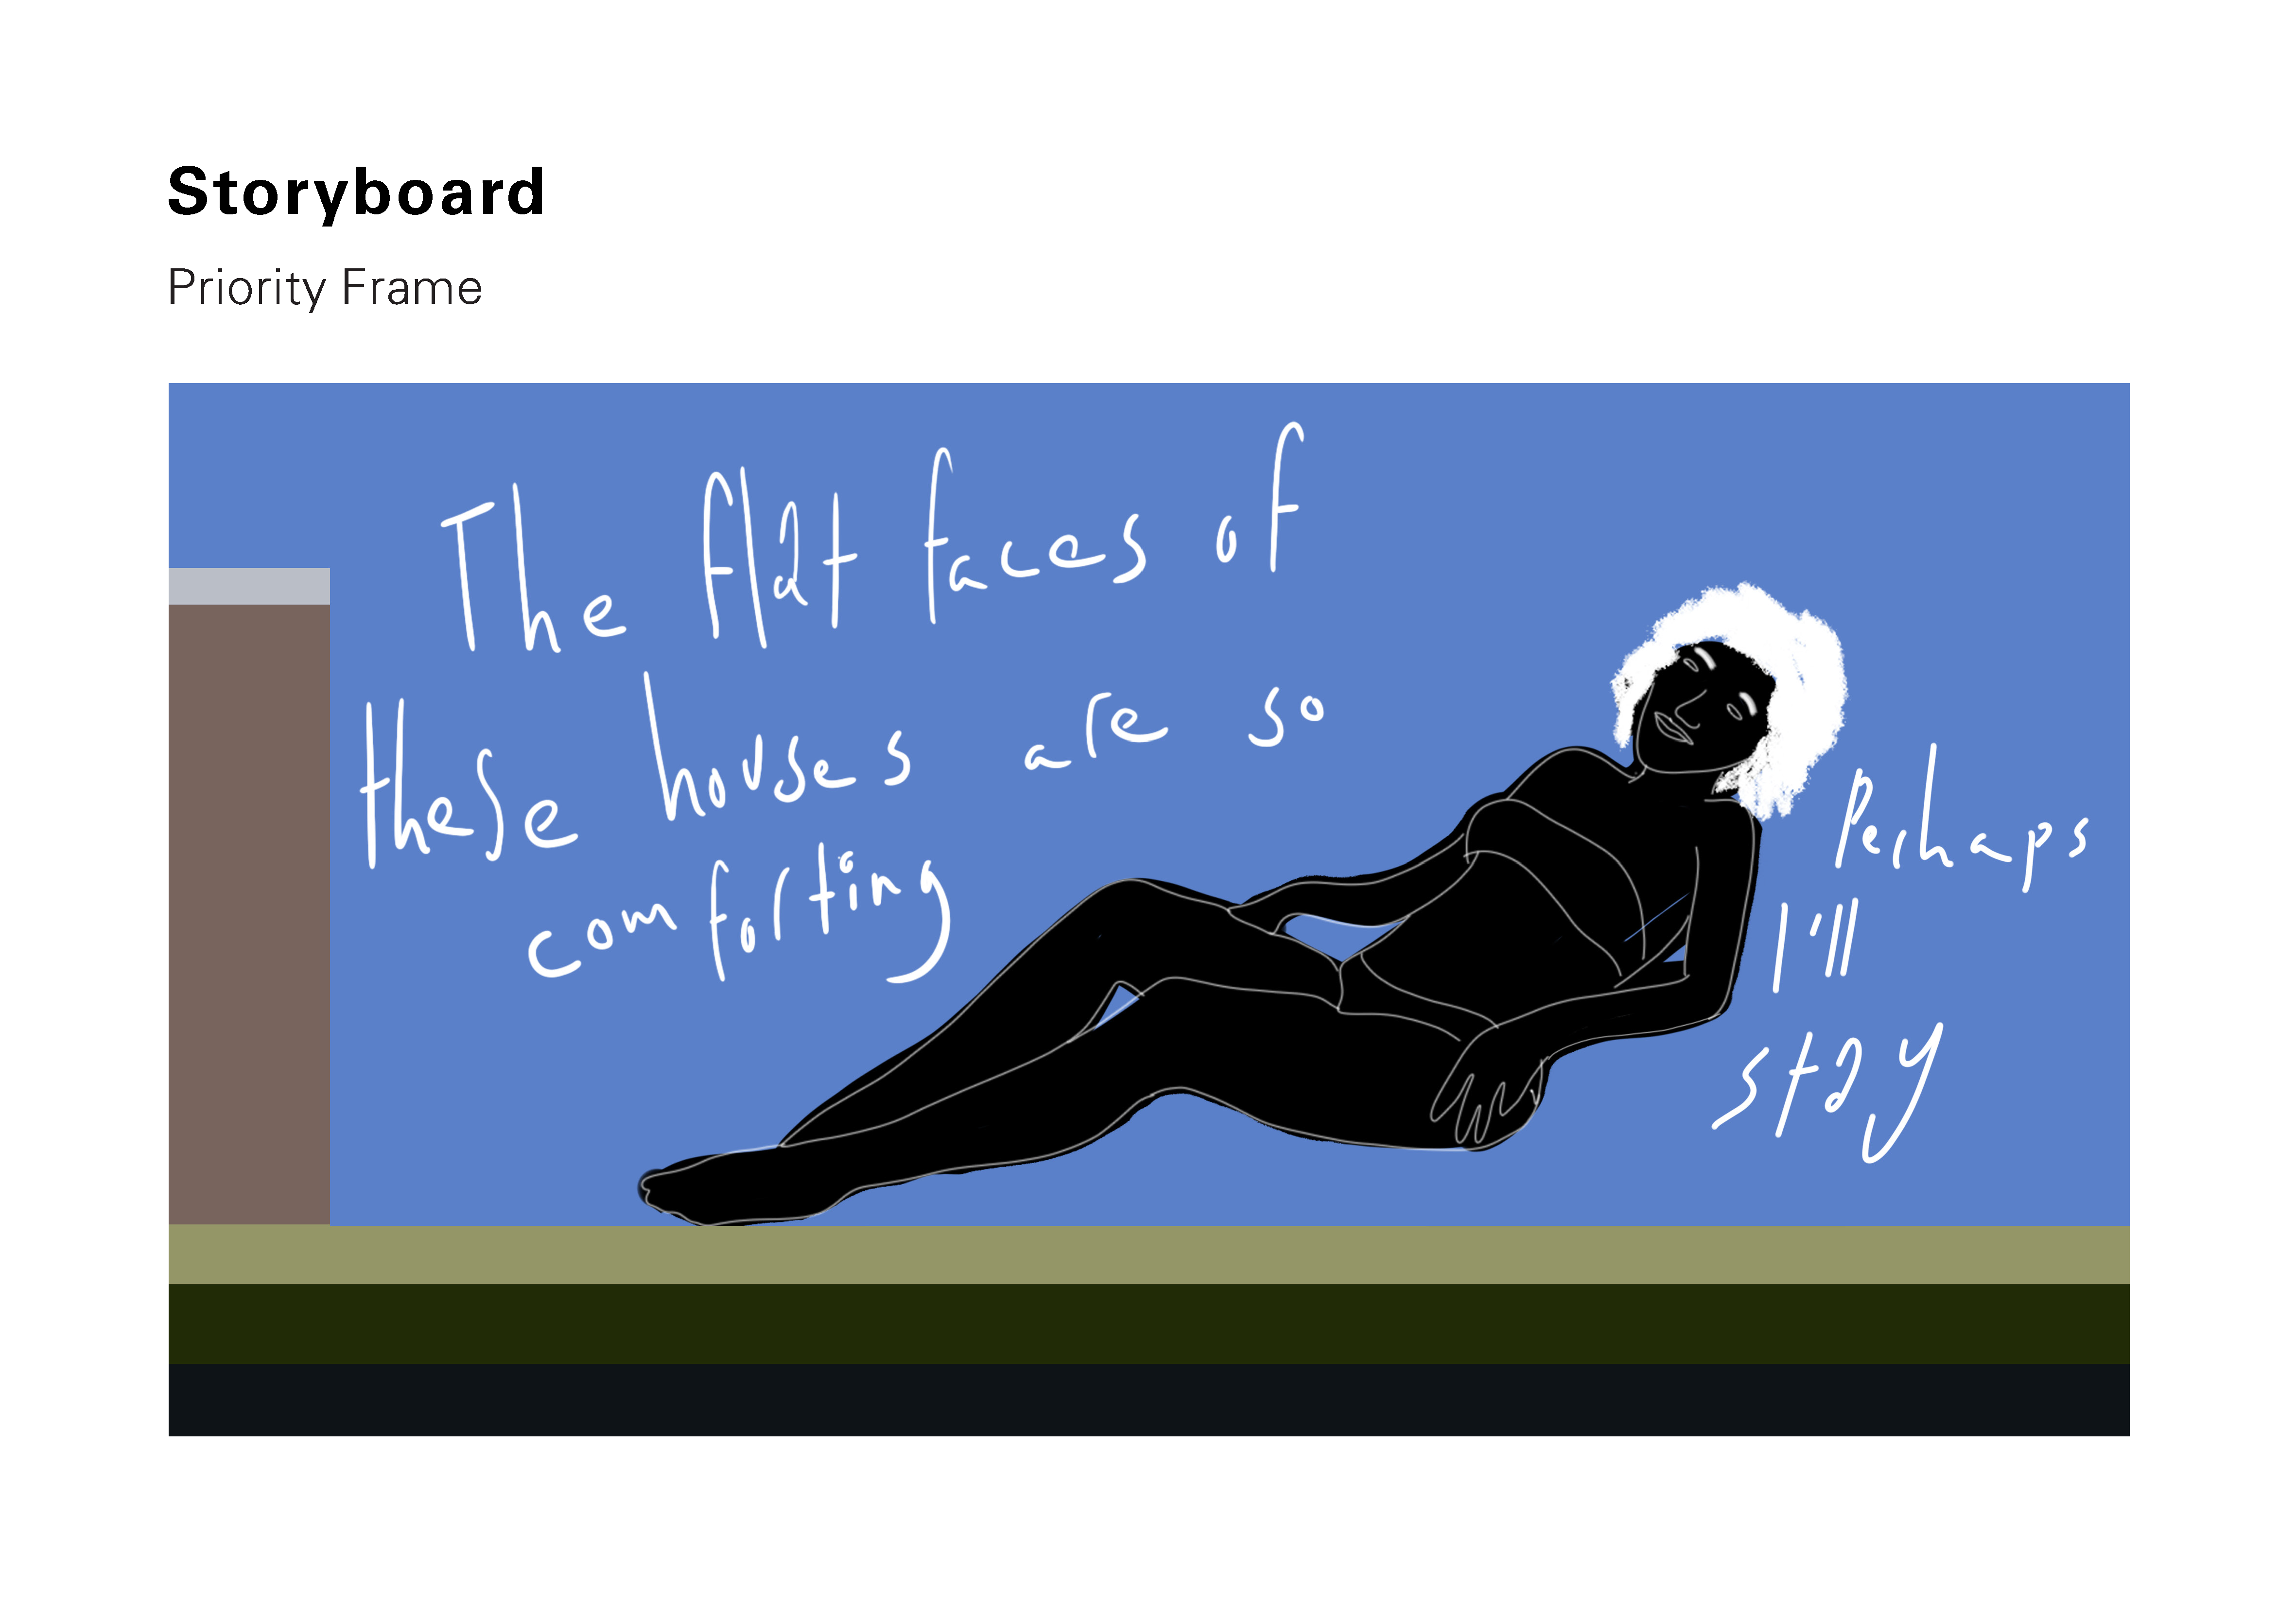 Storyboard
Priority Frame
The flat faces of
these houses are so
comforting
Perhaps
I'll
stay